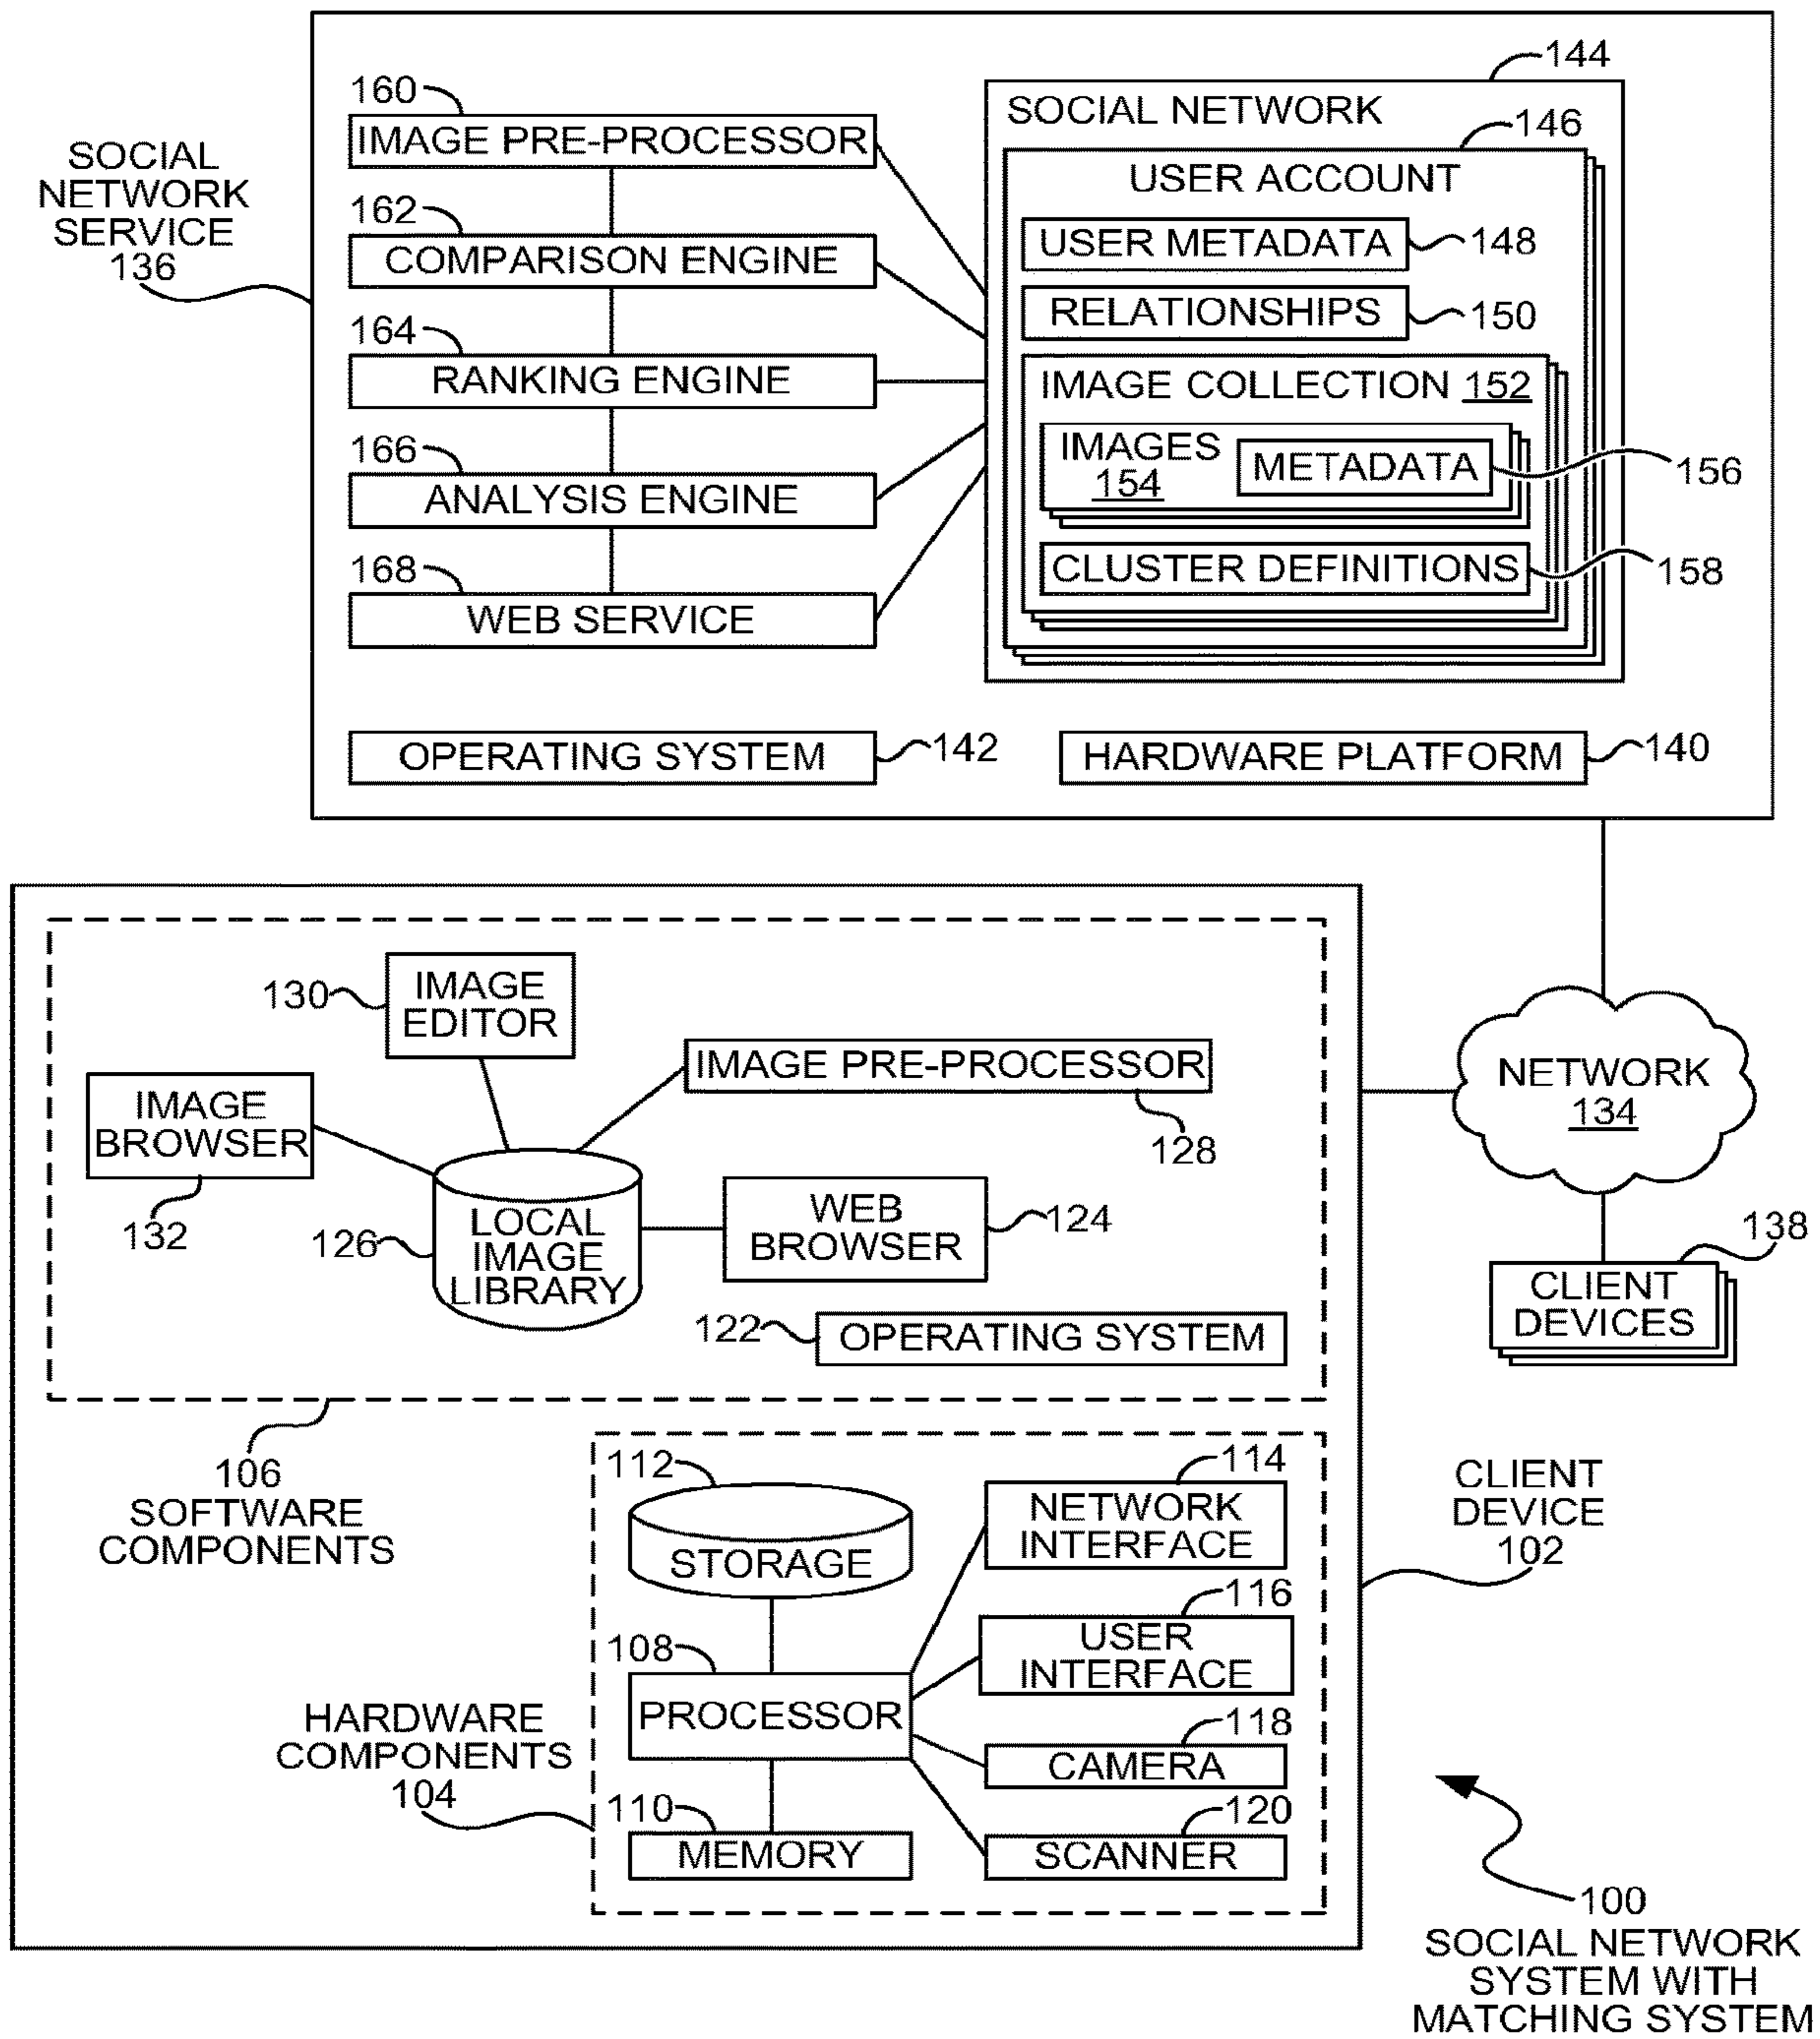 SOCIAL
NETWORK
SERVICE
136
160
IMAGE PRE-PROCESSOR
162
COMPARISON ENGINE
164
RANKING ENGINE
166
ANALYSIS ENGINE
168
WEB SERVICE
144
SOCIAL NETWORK
146
USER ACCOUNT
USER METADATA
148
RELATIONSHIPS
150
IMAGE COLLECTION 152
IMAGES
154
METADATA
156
CLUSTER DEFINITIONS
158
OPERATING SYSTEM
142
HARDWARE PLATFORM
140
130
IMAGE
EDITOR
IMAGE PRE-PROCESSOR
128
IMAGE
BROWSER
132
126
LOCAL
IMAGE
LIBRARY
WEB
BROWSER
124
122
OPERATING SYSTEM
NETWORK
134
138
CLIENT
DEVICES
106
SOFTWARE
COMPONENTS
112
STORAGE
114
NETWORK
INTERFACE
116
USER
INTERFACE
108
PROCESSOR
118
CAMERA
110
MEMORY
120
SCANNER
HARDWARE
COMPONENTS
104
CLIENT
DEVICE
102
100
SOCIAL NETWORK
SYSTEM WITH
MATCHING SYSTEM